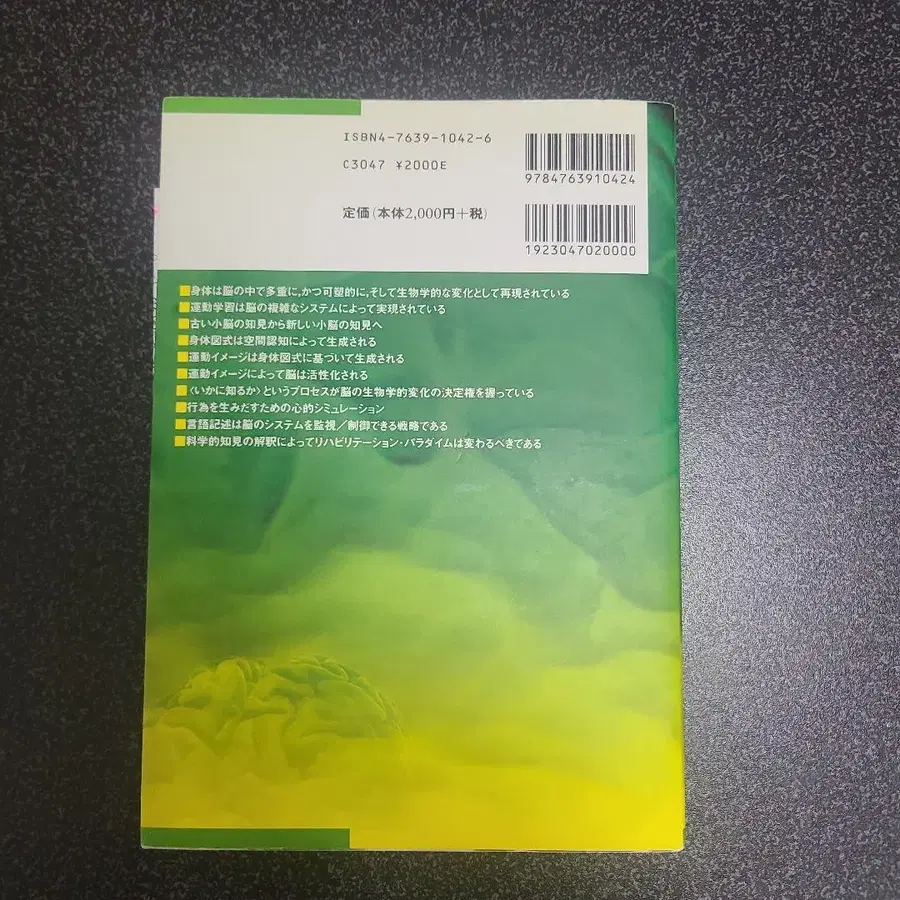 ISBN4-7639-1042-6
C3047 ¥2000E
9784763910424
定価(本体2,000円+税)
1923047020000
■身体は脳の中で多重に,かつ可塑的に,そして生物学的な変化として再現されている
■運動学習は脳の複雑なシステムによって実現されている
■古い小脳の知見から新しい小脳の知見へ
■身体図式は空間認知によって生成される
■運動イメージは身体図式に基づいて生成される
■運動イメージによって脳は活性化される
■〈いかに知るか〉というプロセスが脳の生物学的変化の決定権を握っている
■行為を生みだすための心的シミュレーション
■言語記述は脳のシステムを監視／制御できる戦略である
■科学的知見の解釈によってリハビリテーション・パラダイムは変わるべきである